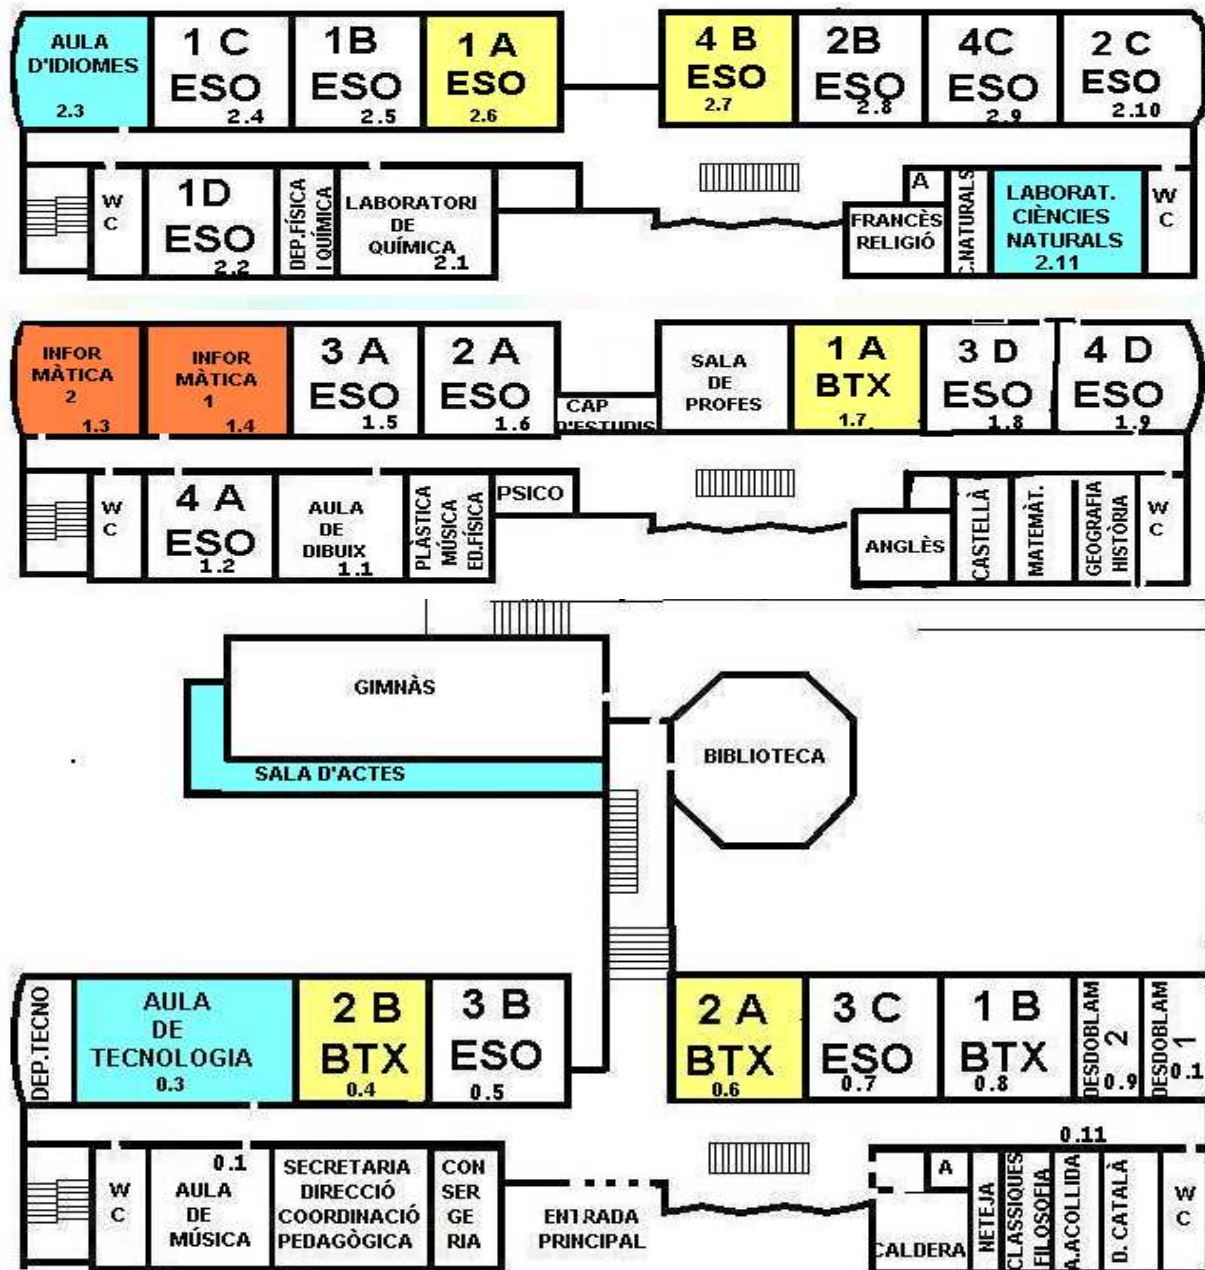 AULA
D'IDIOMES
2.3
1 C
ESO
2.4
1B
ESO
2.5
1 A
ESO
2.6
4 B
ESO
2.7
2B
ESO
2.8
4C
ESO
2.9
2 C
ESO
2.10
W
C
1D
ESO
2.2
DEP.FÍSICA
I QUÍMICA
LABORATORI
DE
QUÍMICA
2.1
A
FRANCÈS
RELIGIÓ
C.NATURALS
LABORAT.
CIÈNCIES
NATURALS
2.11
W
C
INFOR
MÀTICA
2
1.3
INFOR
MÀTICA
1
1.4
3 A
ESO
1.5
2 A
ESO
1.6
CAP
D'ESTUDIS
SALA
DE
PROFES
1 A
BTX
1.7
3 D
ESO
1.8
4 D
ESO
1.9
W
C
4 A
ESO
1.2
AULA
DE
DIBUIX
1.1
PLÀSTICA
MÚSICA
ED.FÍSICA
PSICO
ANGLÈS
CASTELLÀ
MATEMÀT.
GEOGRAFIA
HISTÒRIA
W
C
GIMNÀS
SALA D'ACTES
BIBLIOTECA
DEP.TECNO
AULA
DE
TECNOLOGIA
0.3
2 B
BTX
0.4
3 B
ESO
0.5
2 A
BTX
0.6
3 C
ESO
0.7
1 B
BTX
0.8
DESDOBLAM
2
0.9
DESDOBLAM
1
0.1
W
C
0.1
AULA
DE
MÚSICA
SECRETARIA
DIRECCIÓ
COORDINACIÓ
PEDAGÒGICA
CON
SER
GE
RIA
ENTRADA
PRINCIPAL
CALDERA
A
NETEJA
CLASSIQUES
FILOSOFIA
0.11
A.ACOLLIDA
D. CATALÀ
W
C